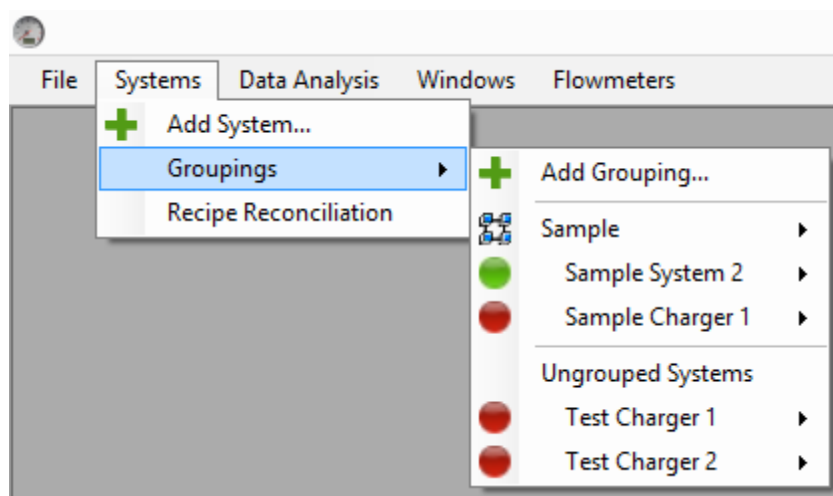 File Systems Data Analysis Windows Flowmeters
Add System...
Groupings
Recipe Reconciliation
Add Grouping...
Sample
Sample System 2
Sample Charger 1
Ungrouped Systems
Test Charger 1
Test Charger 2